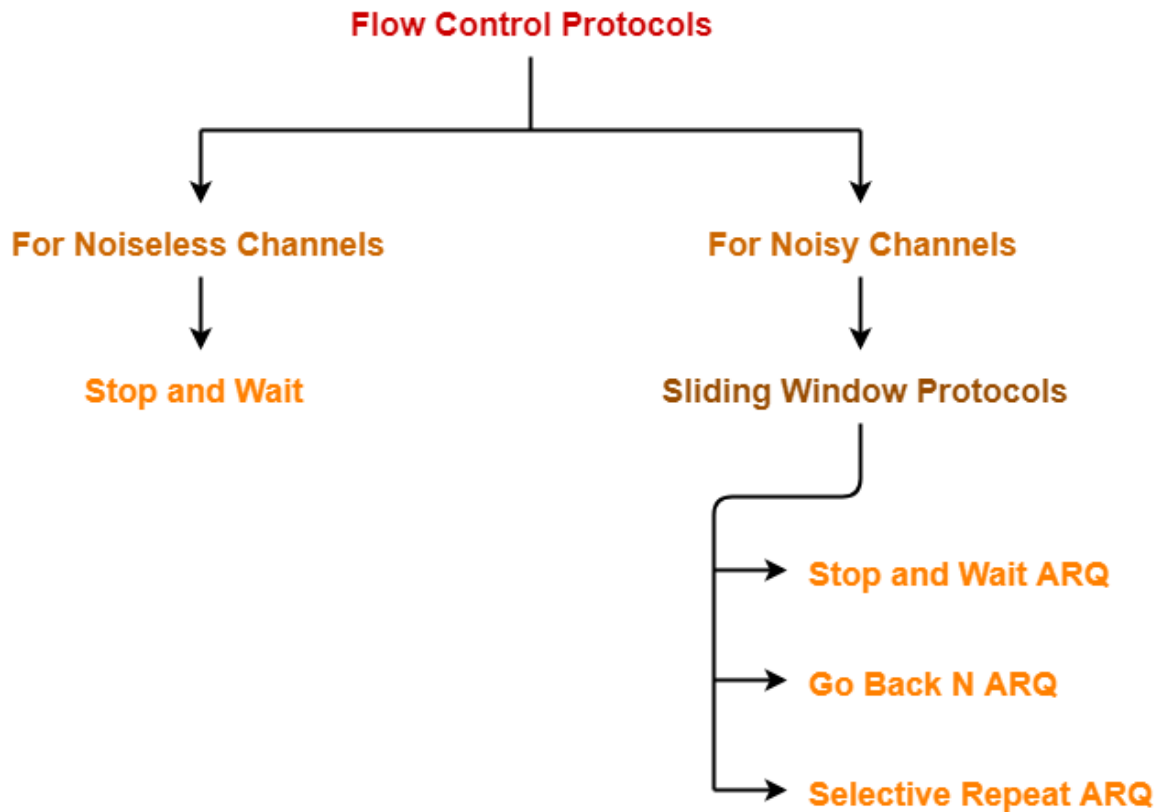 Flow Control Protocols
For Noiseless Channels
For Noisy Channels
Stop and Wait
Sliding Window Protocols
Stop and Wait ARQ
Go Back N ARQ
Selective Repeat ARQ